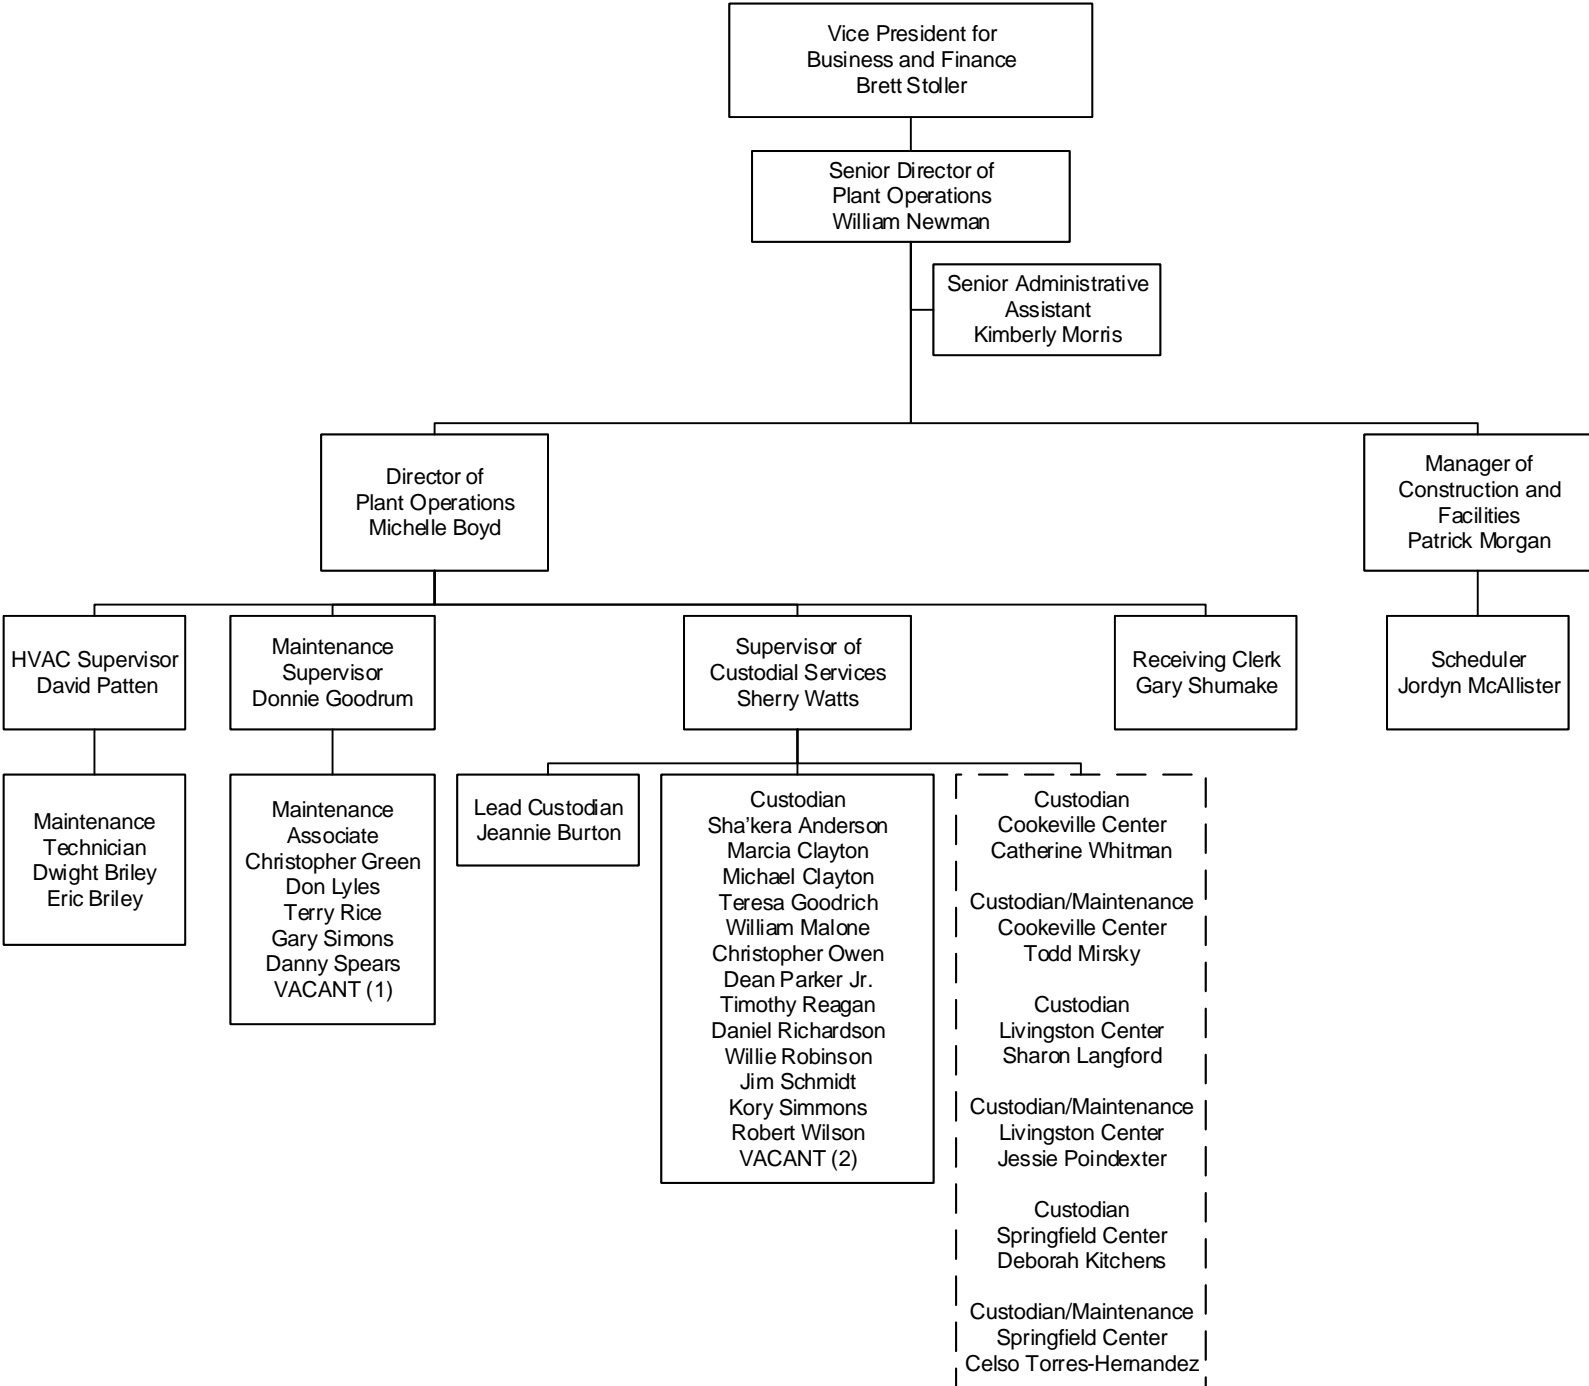 Vice President for
Business and Finance
Brett Stoller
Senior Director of
Plant Operations
William Newman
Senior Administrative
Assistant
Kimberly Morris
Director of
Plant Operations
Michelle Boyd
Manager of
Construction and
Facilities
Patrick Morgan
HVAC Supervisor
David Patten
Maintenance
Supervisor
Donnie Goodrum
Supervisor of
Custodial Services
Sherry Watts
Receiving Clerk
Gary Shumake
Scheduler
Jordyn McAllister
Maintenance
Technician
Dwight Briley
Eric Briley
Maintenance
Associate
Christopher Green
Don Lyles
Terry Rice
Gary Simons
Danny Spears
VACANT (1)
Lead Custodian
Jeannie Burton
Custodian
Sha’kera Anderson
Marcia Clayton
Michael Clayton
Teresa Goodrich
William Malone
Christopher Owen
Dean Parker Jr.
Timothy Reagan
Daniel Richardson
Willie Robinson
Jim Schmidt
Kory Simmons
Robert Wilson
VACANT (2)
Custodian
Cookeville Center
Catherine Whitman
Custodian/Maintenance
Cookeville Center
Todd Mirsky
Custodian
Livingston Center
Sharon Langford
Custodian/Maintenance
Livingston Center
Jessie Poindexter
Custodian
Springfield Center
Deborah Kitchens
Custodian/Maintenance
Springfield Center
Celso Torres-Hernandez